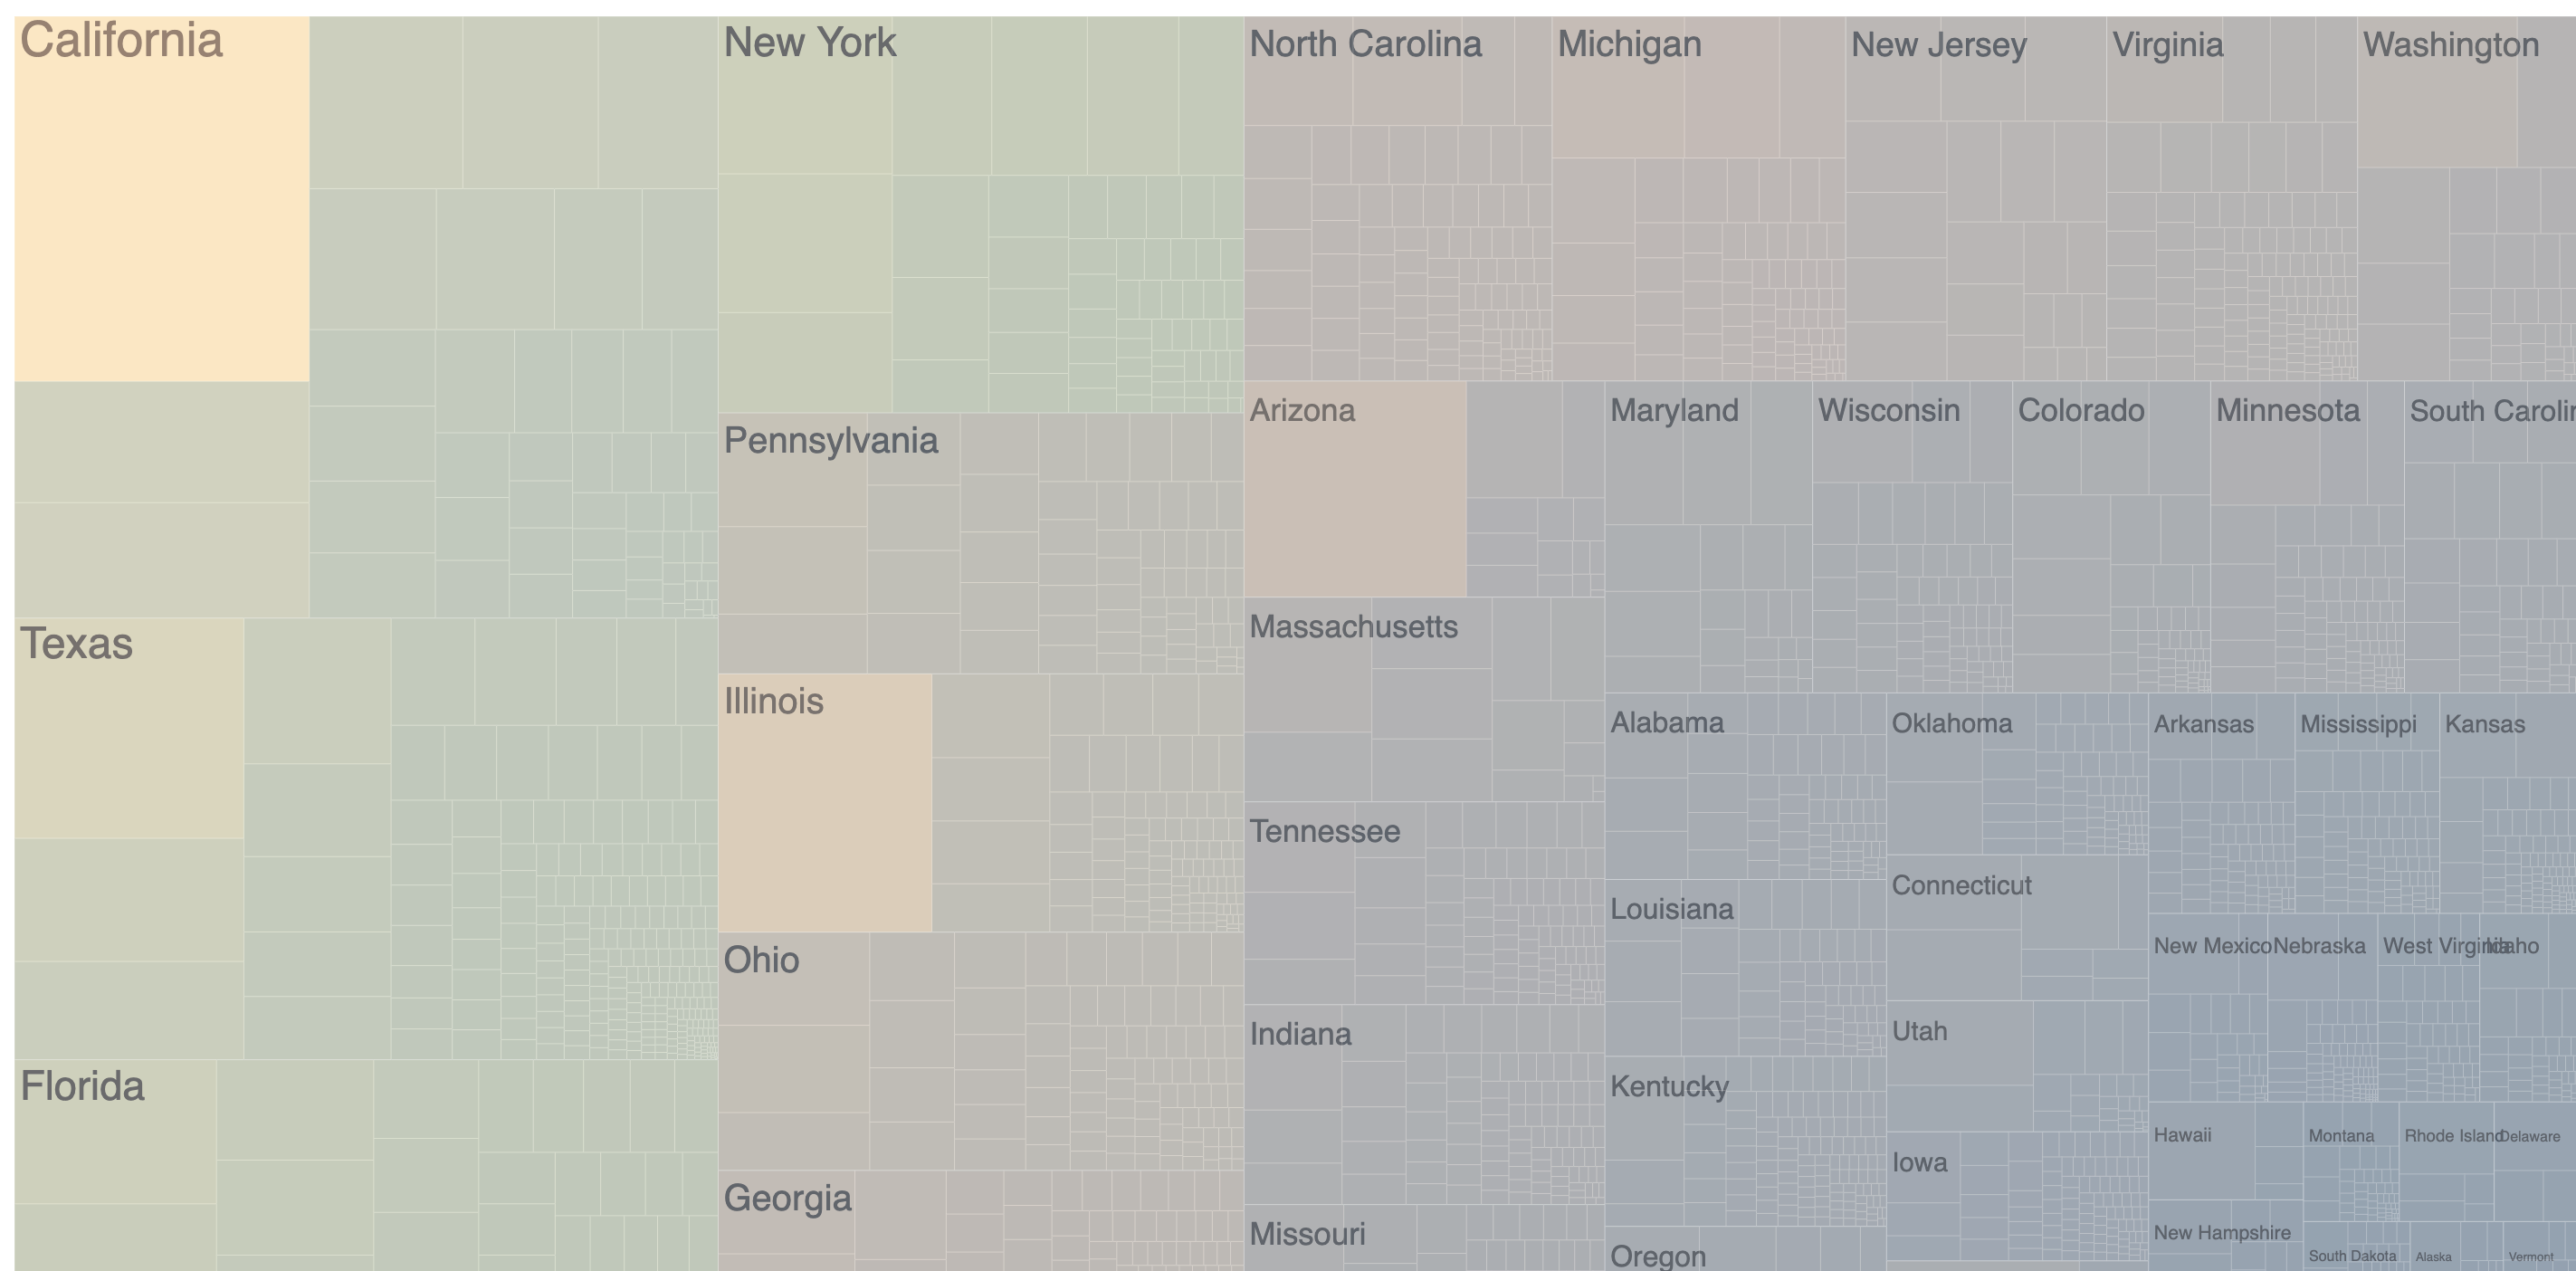 California
New York
North Carolina
Michigan
New Jersey
Virginia
Washington
Arizona
Maryland
Wisconsin
Colorado
Minnesota
South Carolin
Pennsylvania
Massachusetts
Texas
Illinois
Alabama
Oklahoma
Arkansas
Mississippi
Kansas
Tennessee
Connecticut
Louisiana
Ohio
New Mexico
Nebraska
West Virginia
Idaho
Indiana
Utah
Florida
Kentucky
Hawaii
Montana
Rhode Island
Delaware
Iowa
Georgia
Missouri
New Hampshire
Oregon
South Dakota
Alaska
Vermont